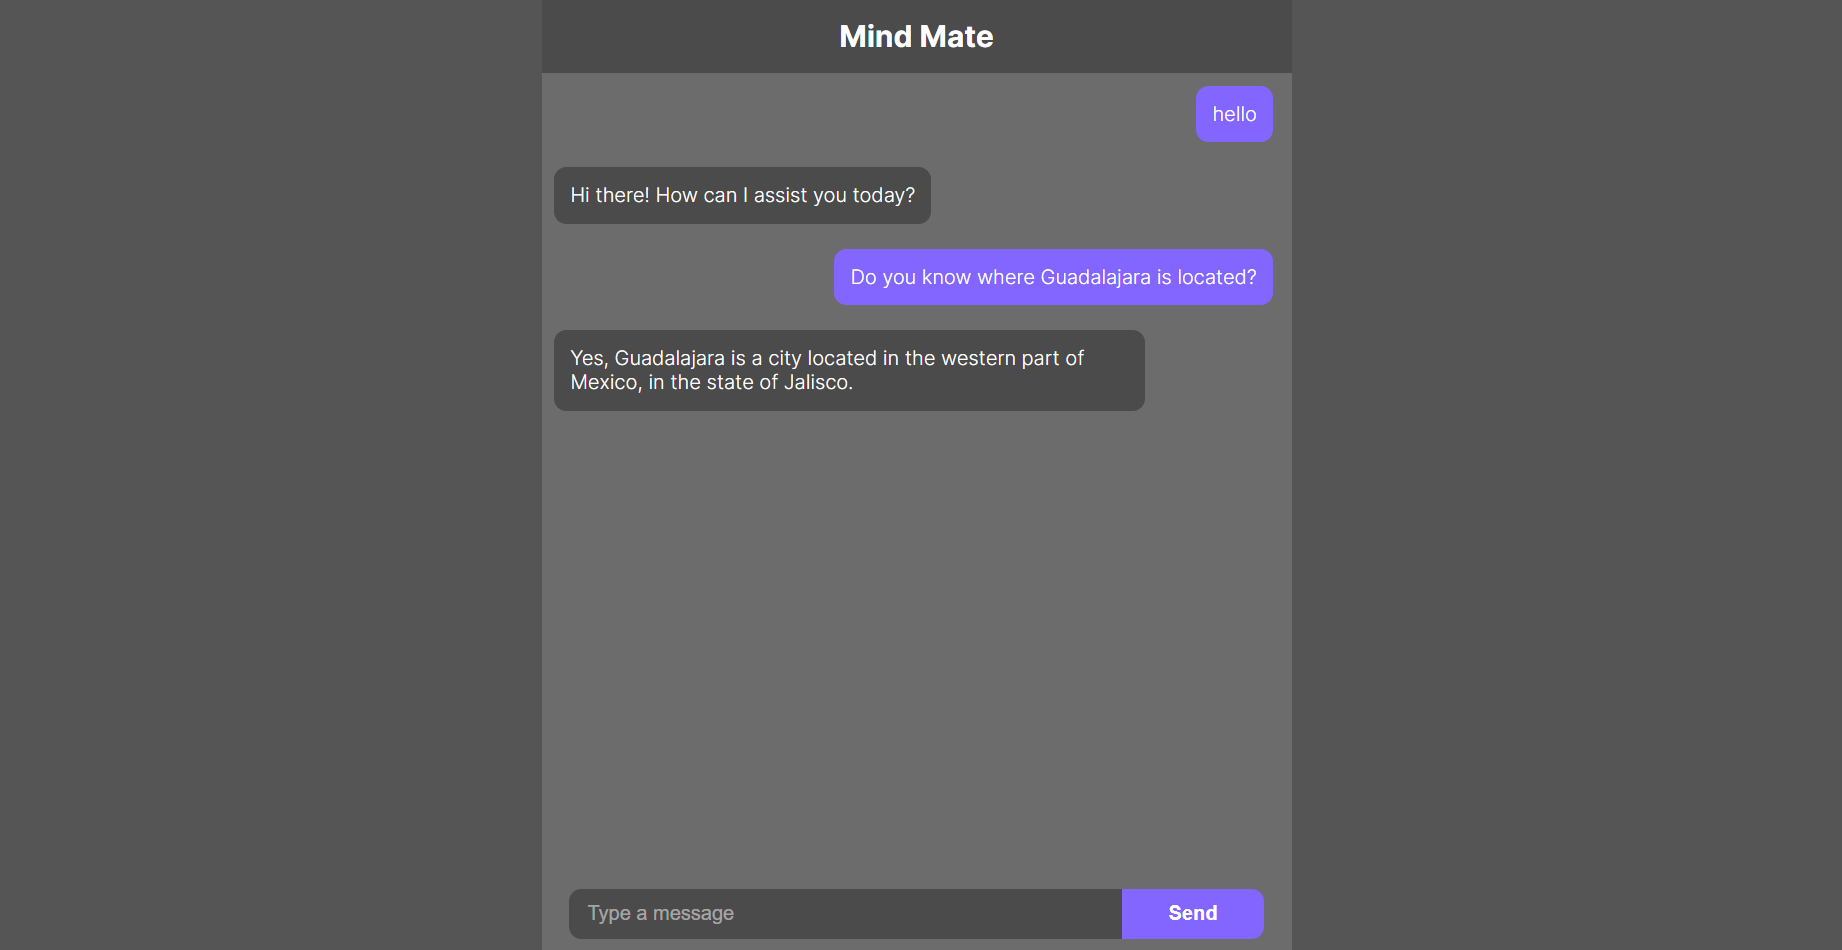 Mind Mate
hello
Hi there! How can I assist you today?
Do you know where Guadalajara is located?
Yes, Guadalajara is a city located in the western part of
Mexico, in the state of Jalisco.
Type a message
Send